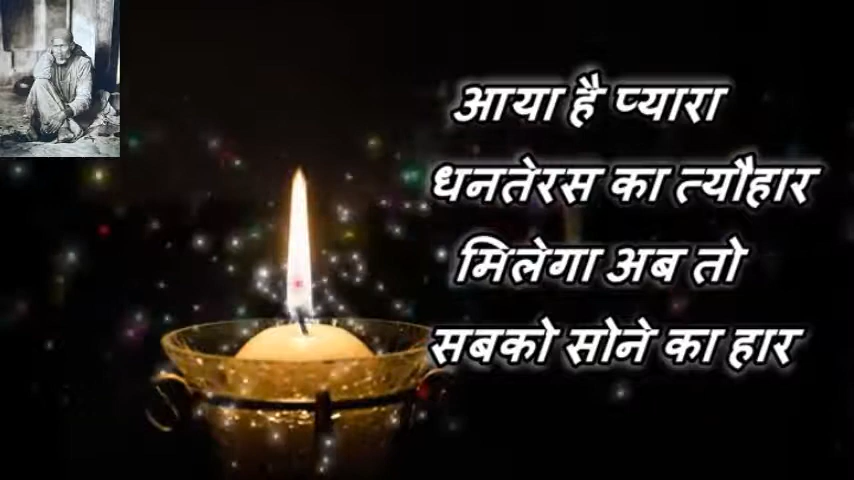 आया है प्यारा
धनतेरस का त्यौहार
मिलेगा अब तो
सबको सोने का हार